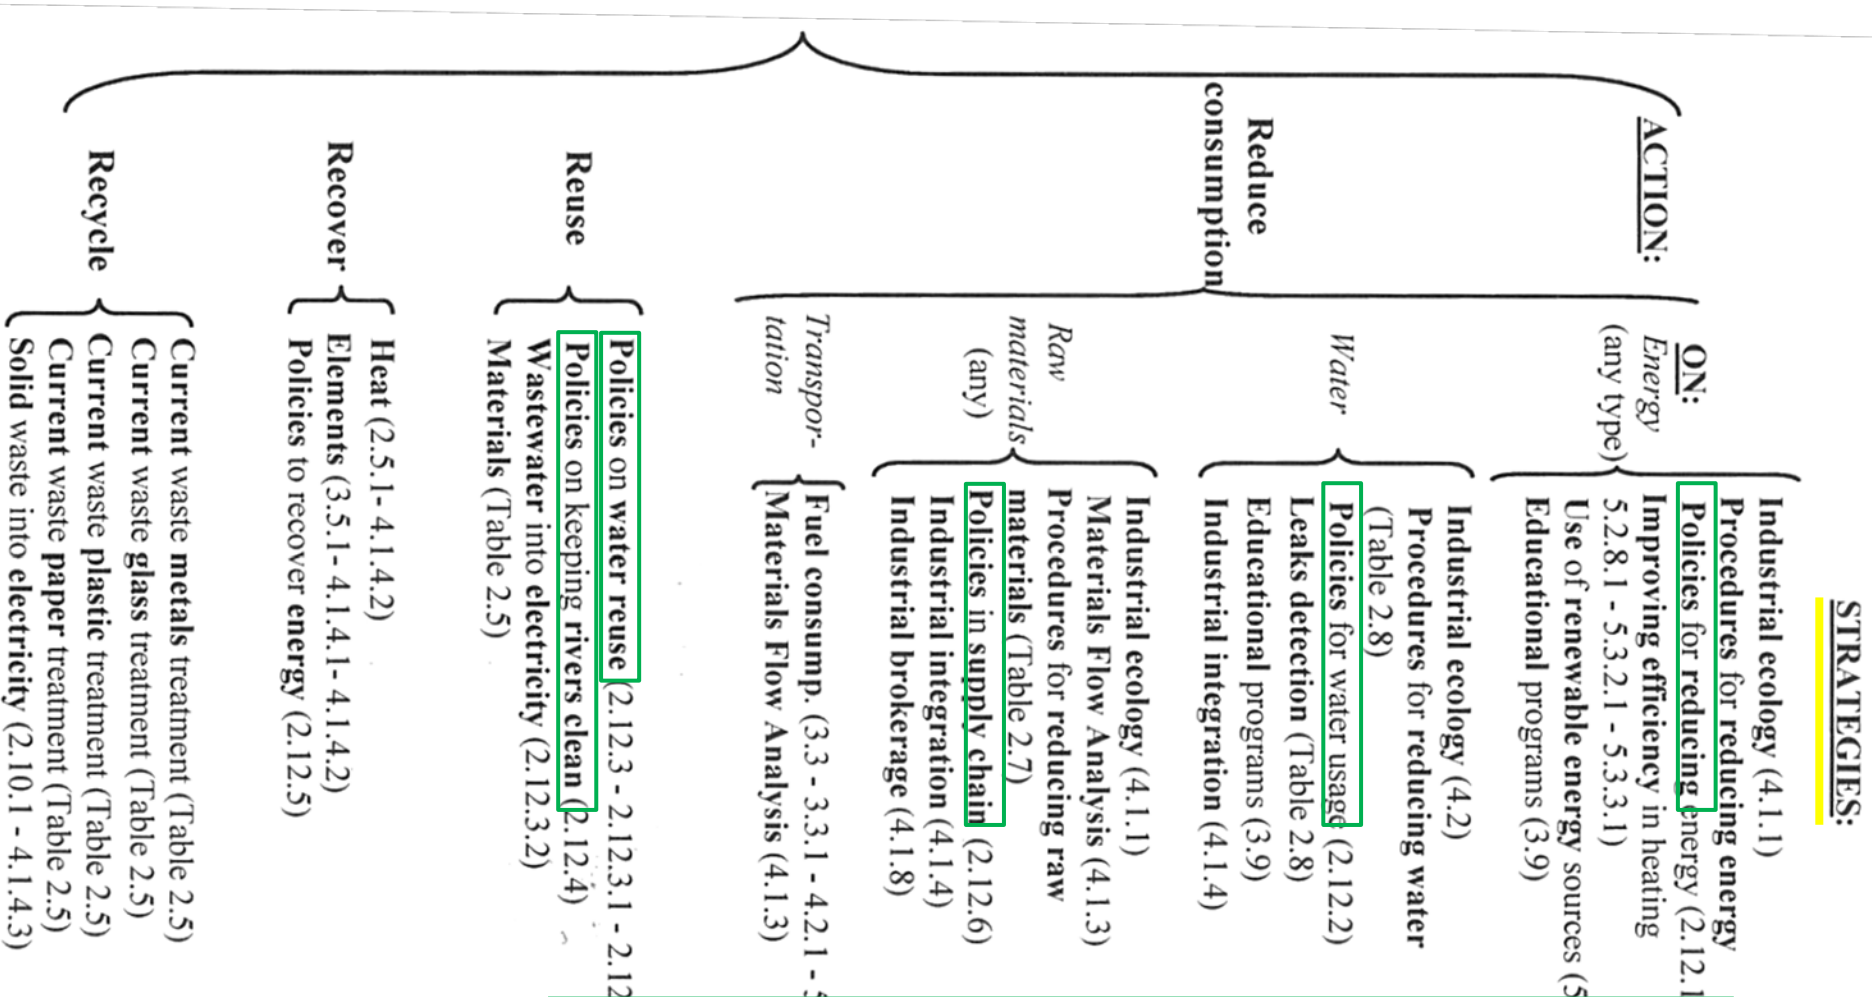 ACTION:
ON:
STRATEGIES:
Reduce
consumption
Energy
(any type)
Industrial ecology (4.1.1)
Procedures for reducing energy
Policies for reducing energy (2.12.1
Improving efficiency in heating
5.2.8.1 - 5.3.2.1 - 5.3.3.1)
Use of renewable energy sources (5
Educational programs (3.9)
Water
Industrial ecology (4.2)
Procedures for reducing water
(Table 2.8)
Policies for water usage (2.12.2)
Leaks detection (Table 2.8)
Educational programs (3.9)
Industrial integration (4.1.4)
Raw
materials
(any)
Industrial ecology (4.1.1)
Materials Flow Analysis (4.1.3)
Procedures for reducing raw
materials (Table 2.7)
Policies in supply chain (2.12.6)
Industrial integration (4.1.4)
Industrial brokerage (4.1.8)
Transpor-
tation
Fuel consump. (3.3 - 3.3.1 - 4.2.1 -
Materials Flow Analysis (4.1.3)
Reuse
Policies on water reuse (2.12.3 - 2.12.3.1 - 2.12
Policies on keeping rivers clean (2.12.4)
Wastewater into electricity (2.12.3.2)
Materials (Table 2.5)
Recover
Heat (2.5.1- 4.1.4.2)
Elements (3.5.1- 4.1.4.1- 4.1.4.2)
Policies to recover energy (2.12.5)
Recycle
Current waste metals treatment (Table 2.5)
Current waste glass treatment (Table 2.5)
Current waste plastic treatment (Table 2.5)
Current waste paper treatment (Table 2.5)
Solid waste into electricity (2.10.1 - 4.1.4.3)